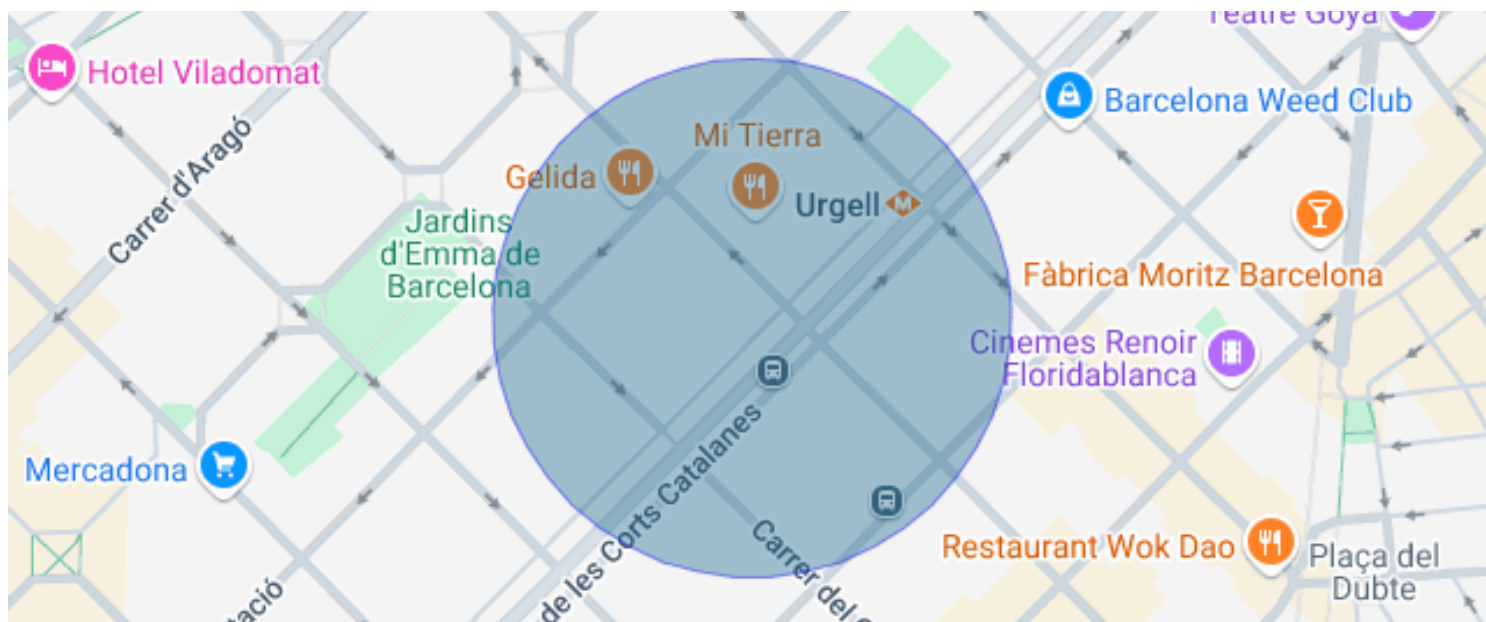 Teatre Goya
Hotel Viladomat
Barcelona Weed Club
Mi Tierra
Gelida
Carrer d'Aragó
Urgell
M
Jardins
d'Emma de
Barcelona
Fàbrica Moritz Barcelona
Cinemes Renoir
Floridablanca
Mercadona
de les Corts Catalanes
Carrer del
Restaurant Wok Dao
Plaça del
Dubte
tació